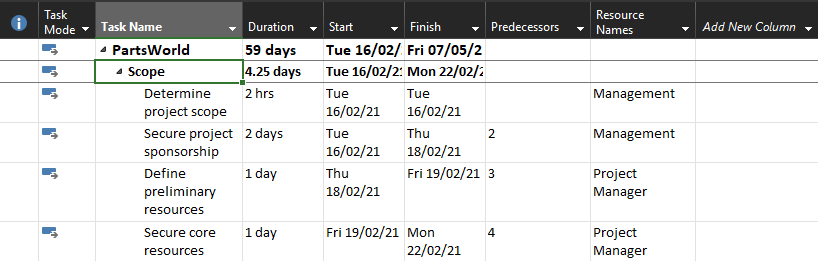 Task Mode Task Name Duration Start Finish Predecessors Resource Names Add New Column
PartsWorld 59 days Tue 16/02/ Fri 07/05/2
Scope 4.25 days Tue 16/02/21 Mon 22/02/2
Determine project scope 2 hrs Tue 16/02/21 Tue 16/02/21 Management
Secure project sponsorship 2 days Tue 16/02/21 Thu 18/02/21 2 Management
Define preliminary resources 1 day Thu 18/02/21 Fri 19/02/21 3 Project Manager
Secure core resources 1 day Fri 19/02/21 Mon 22/02/21 4 Project Manager